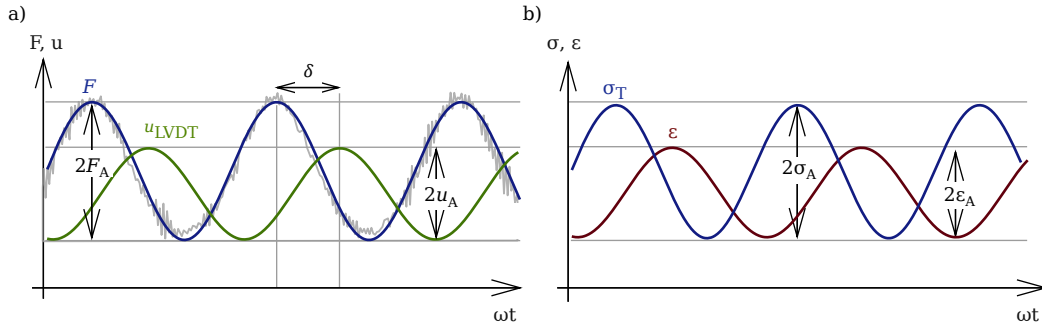 a)
F, u
F
δ
u_LVDT
2F_A
2u_A
ωt
b)
σ, ε
σ_T
ε
2σ_A
2ε_A
ωt